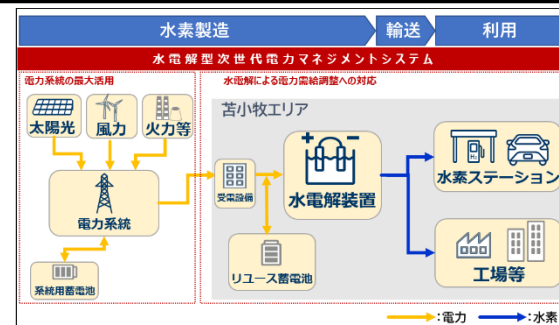 水素製造
輸送
利用
水電解型次世代電力マネジメントシステム
電力系統の最大活用
水電解による電力需給調整への対応
太陽光
風力
火力等
苫小牧エリア
電力系統
受電設備
水電解装置
水素ステーション
H₂
系統用蓄電池
リユース蓄電池
工場等
:電力
:水素